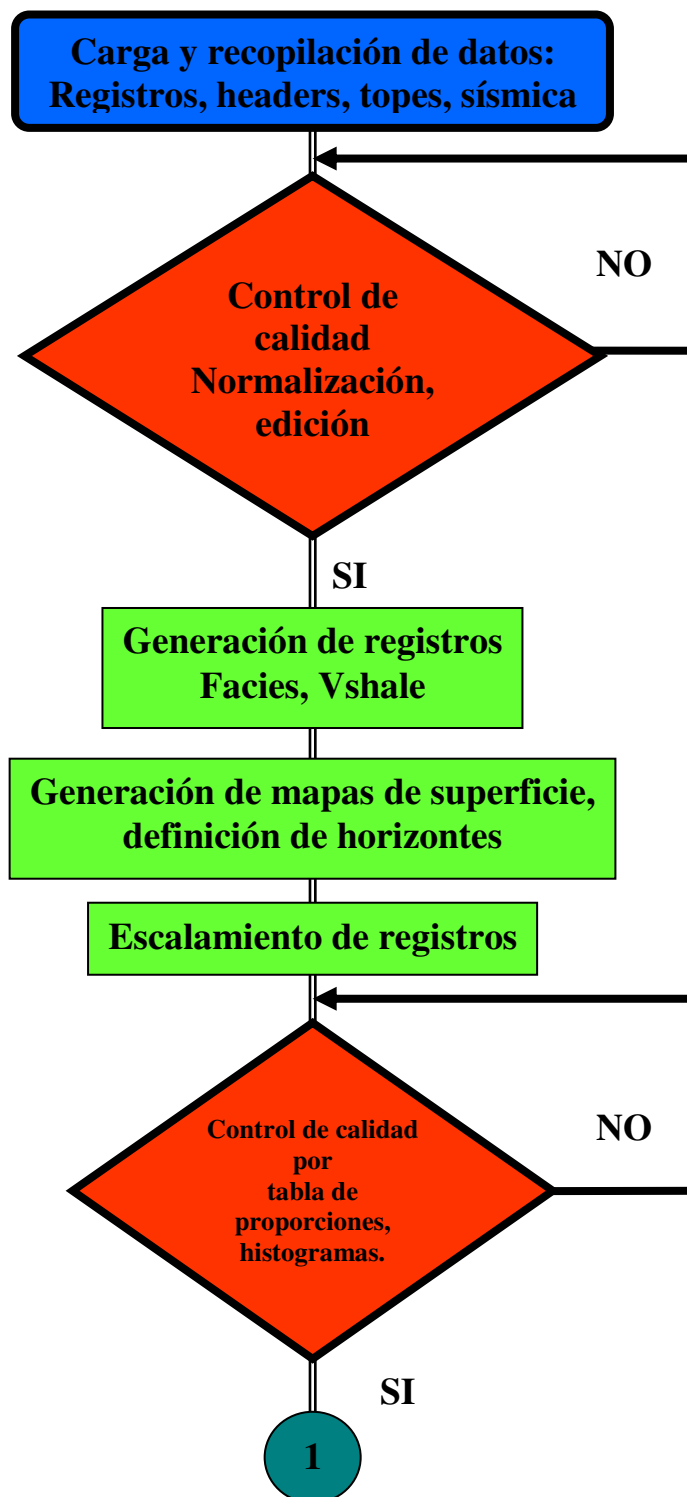 Carga y recopilación de datos:
Registros, headers, topes, sísmica
NO
Control de
calidad
Normalización,
edición
SI
Generación de registros
Facies, Vshale
Generación de mapas de superficie,
definición de horizontes
Escalamiento de registros
NO
Control de calidad
por
tabla de
proporciones,
histogramas.
SI
1